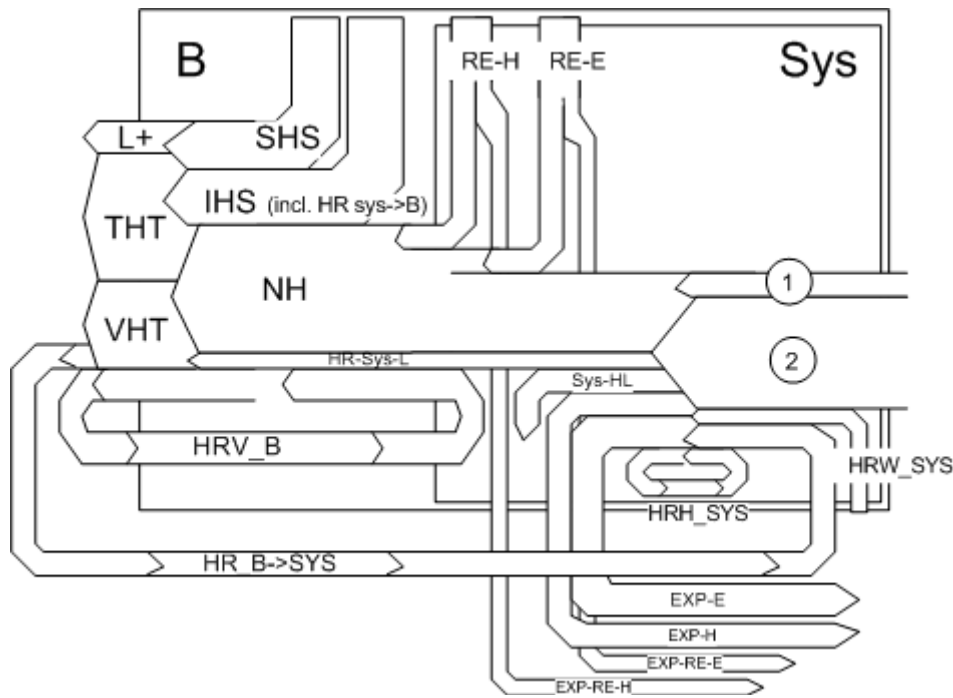 B
RE-H
RE-E
Sys
L+
SHS
IHS (incl. HR sys->B)
THT
NH
1
VHT
HR-Sys-L
2
Sys-HL
HRV_B
HRW_SYS
HRH_SYS
HR_B->SYS
EXP-E
EXP-H
EXP-RE-E
EXP-RE-H